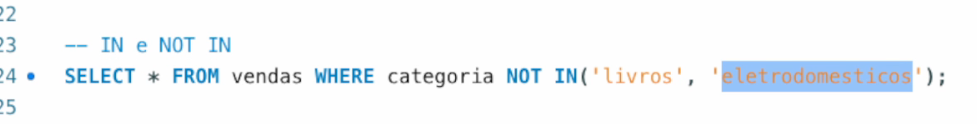 22
23 -- IN e NOT IN
24 SELECT * FROM vendas WHERE categoria NOT IN('livros', 'eletrodomesticos');
25